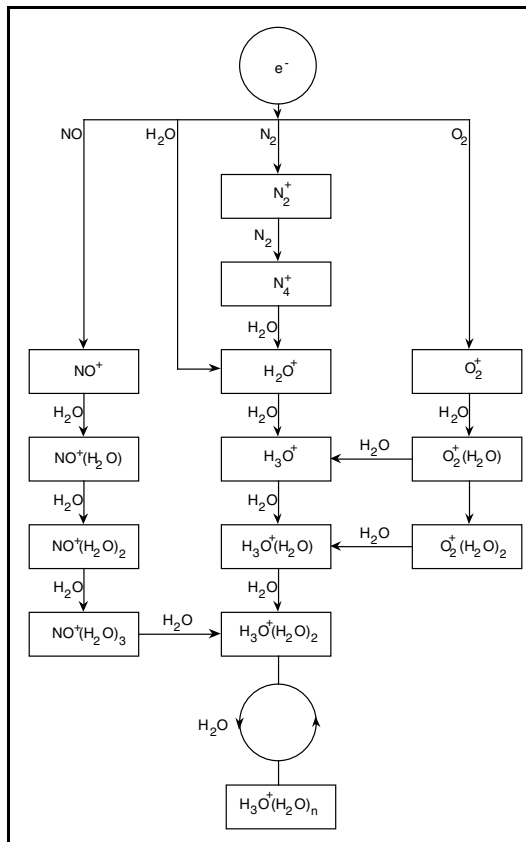 e⁻
NO H₂O N₂ O₂
N₂⁺
N₂
N₄⁺
H₂O
NO⁺ H₂O⁺ O₂⁺
H₂O H₂O H₂O
NO⁺(H₂O) H₃O⁺ H₂O O₂⁺(H₂O)
H₂O H₂O
NO⁺(H₂O)₂ H₃O⁺(H₂O) H₂O O₂⁺(H₂O)₂
H₂O H₂O
NO⁺(H₂O)₃ H₂O H₃O⁺(H₂O)₂
H₂O
H₃O⁺(H₂O)ₙ